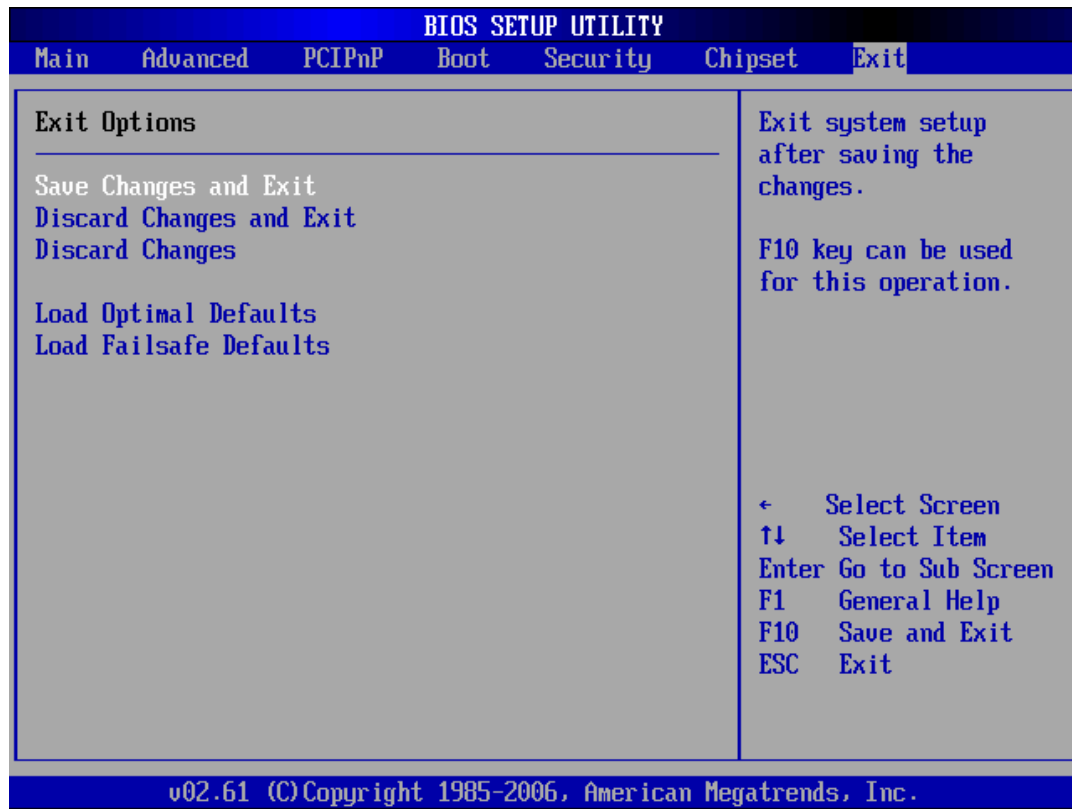 BIOS SETUP UTILITY
Main Advanced PCIPnP Boot Security Chipset Exit
Exit Options
Save Changes and Exit
Discard Changes and Exit
Discard Changes
Load Optimal Defaults
Load Failsafe Defaults
Exit system setup
after saving the
changes.
F10 key can be used
for this operation.
← Select Screen
↑↓ Select Item
Enter Go to Sub Screen
F1 General Help
F10 Save and Exit
ESC Exit
v02.61 (C)Copyright 1985-2006, American Megatrends, Inc.